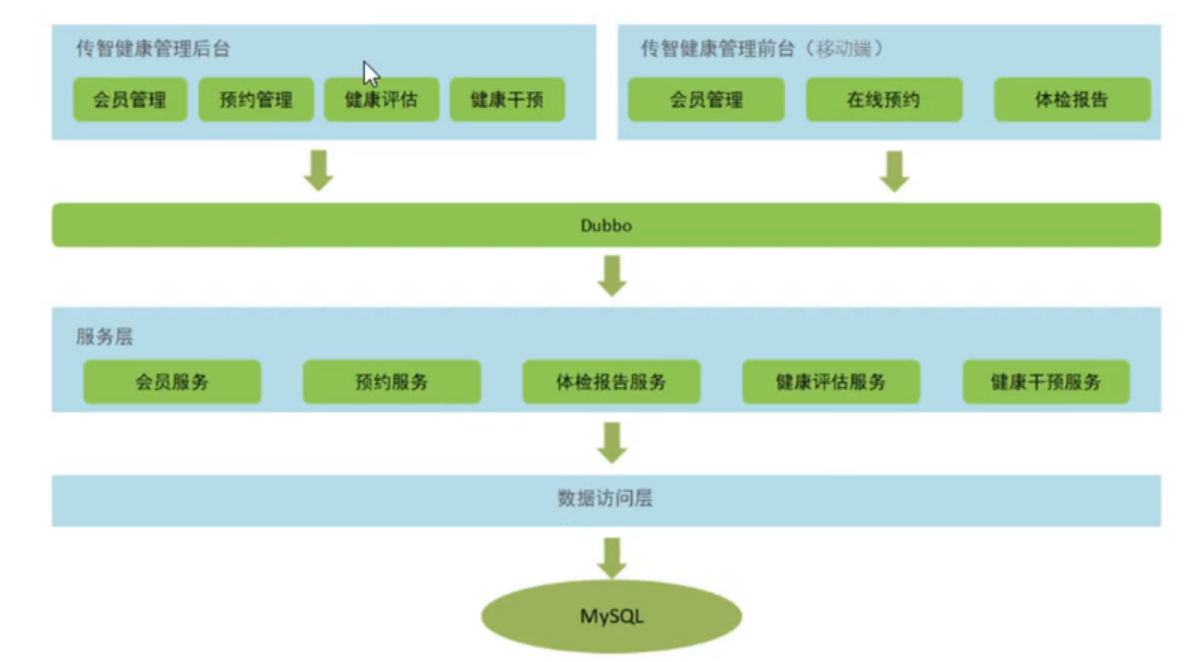 传智健康管理后台
会员管理 预约管理 健康评估 健康干预
传智健康管理前台（移动端）
会员管理 在线预约 体检报告
Dubbo
服务层
会员服务 预约服务 体检报告服务 健康评估服务 健康干预服务
数据访问层
MySQL